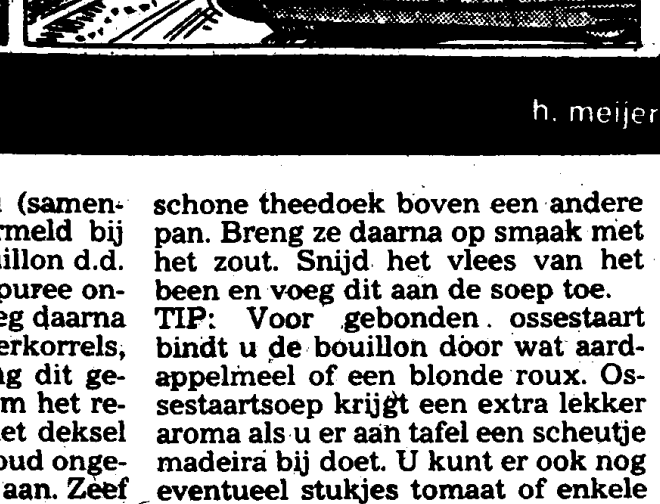 h. meijer
(samen-
rmeld bij
illon d.d.
puree on-
eg daarna
erkorrels,
ng dit ge-
m het re-
et deksel
oud onge-
aan. Zeef
schone theedoek boven een andere
pan. Breng ze daarna op smaak met
het zout. Snijd het vlees van het
been en voeg dit aan de soep toe.
TIP: Voor gebonden ossestaart
bindt u de bouillon door wat aard-
appelmeel of een blonde roux. Os-
sestaartsoep krijgt een extra lekker
aroma als u er aan tafel een scheutje
madeira bij doet. U kunt er ook nog
eventueel stukjes tomaat of enkele